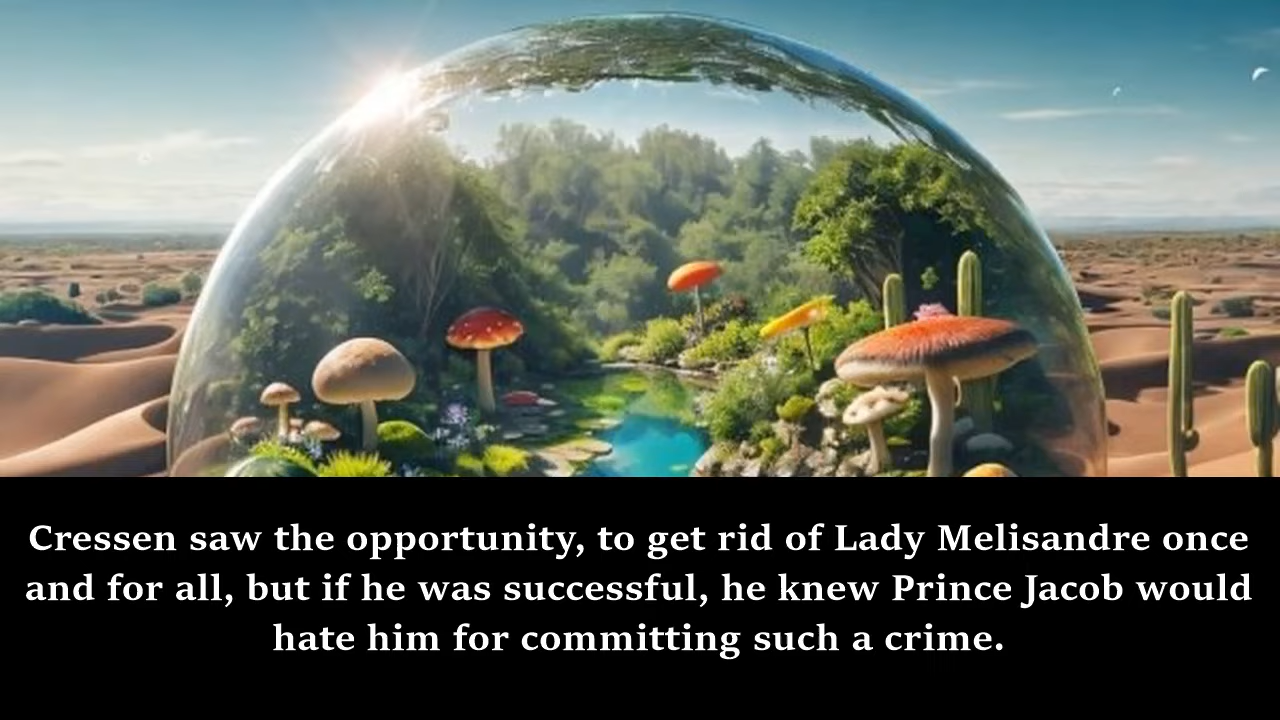 Cressen saw the opportunity, to get rid of Lady Melisandre once
and for all, but if he was successful, he knew Prince Jacob would
hate him for committing such a crime.